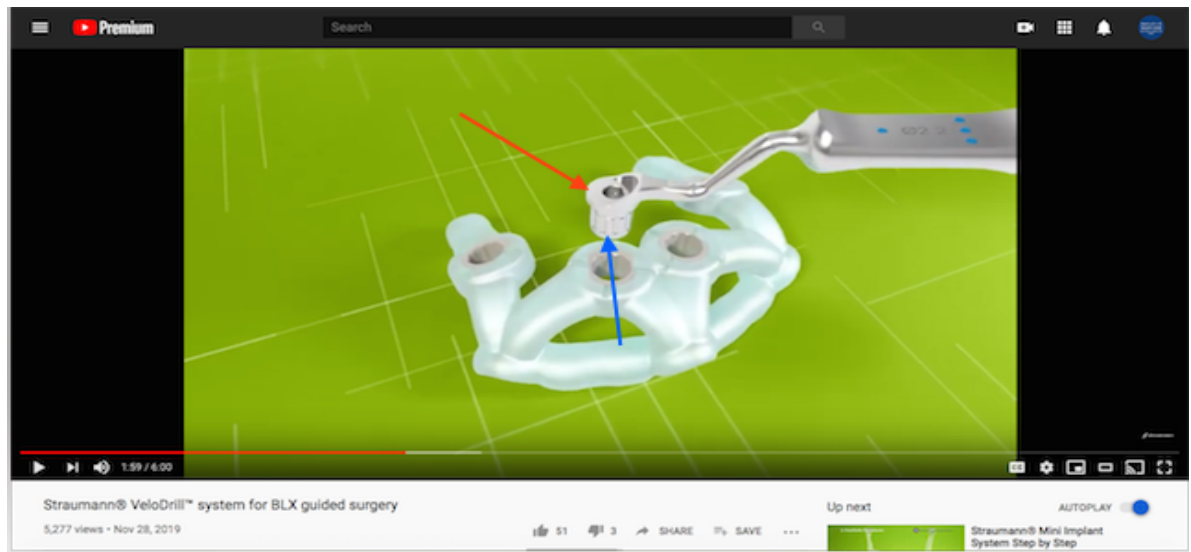 Premium
Search
1:59 / 6:00
CC
Straumann® VeloDrill™ system for BLX guided surgery
5,277 views • Nov 28, 2019
51
3
SHARE
SAVE
Up next
AUTOPLAY
Straumann® Mini Implant
System Step by Step